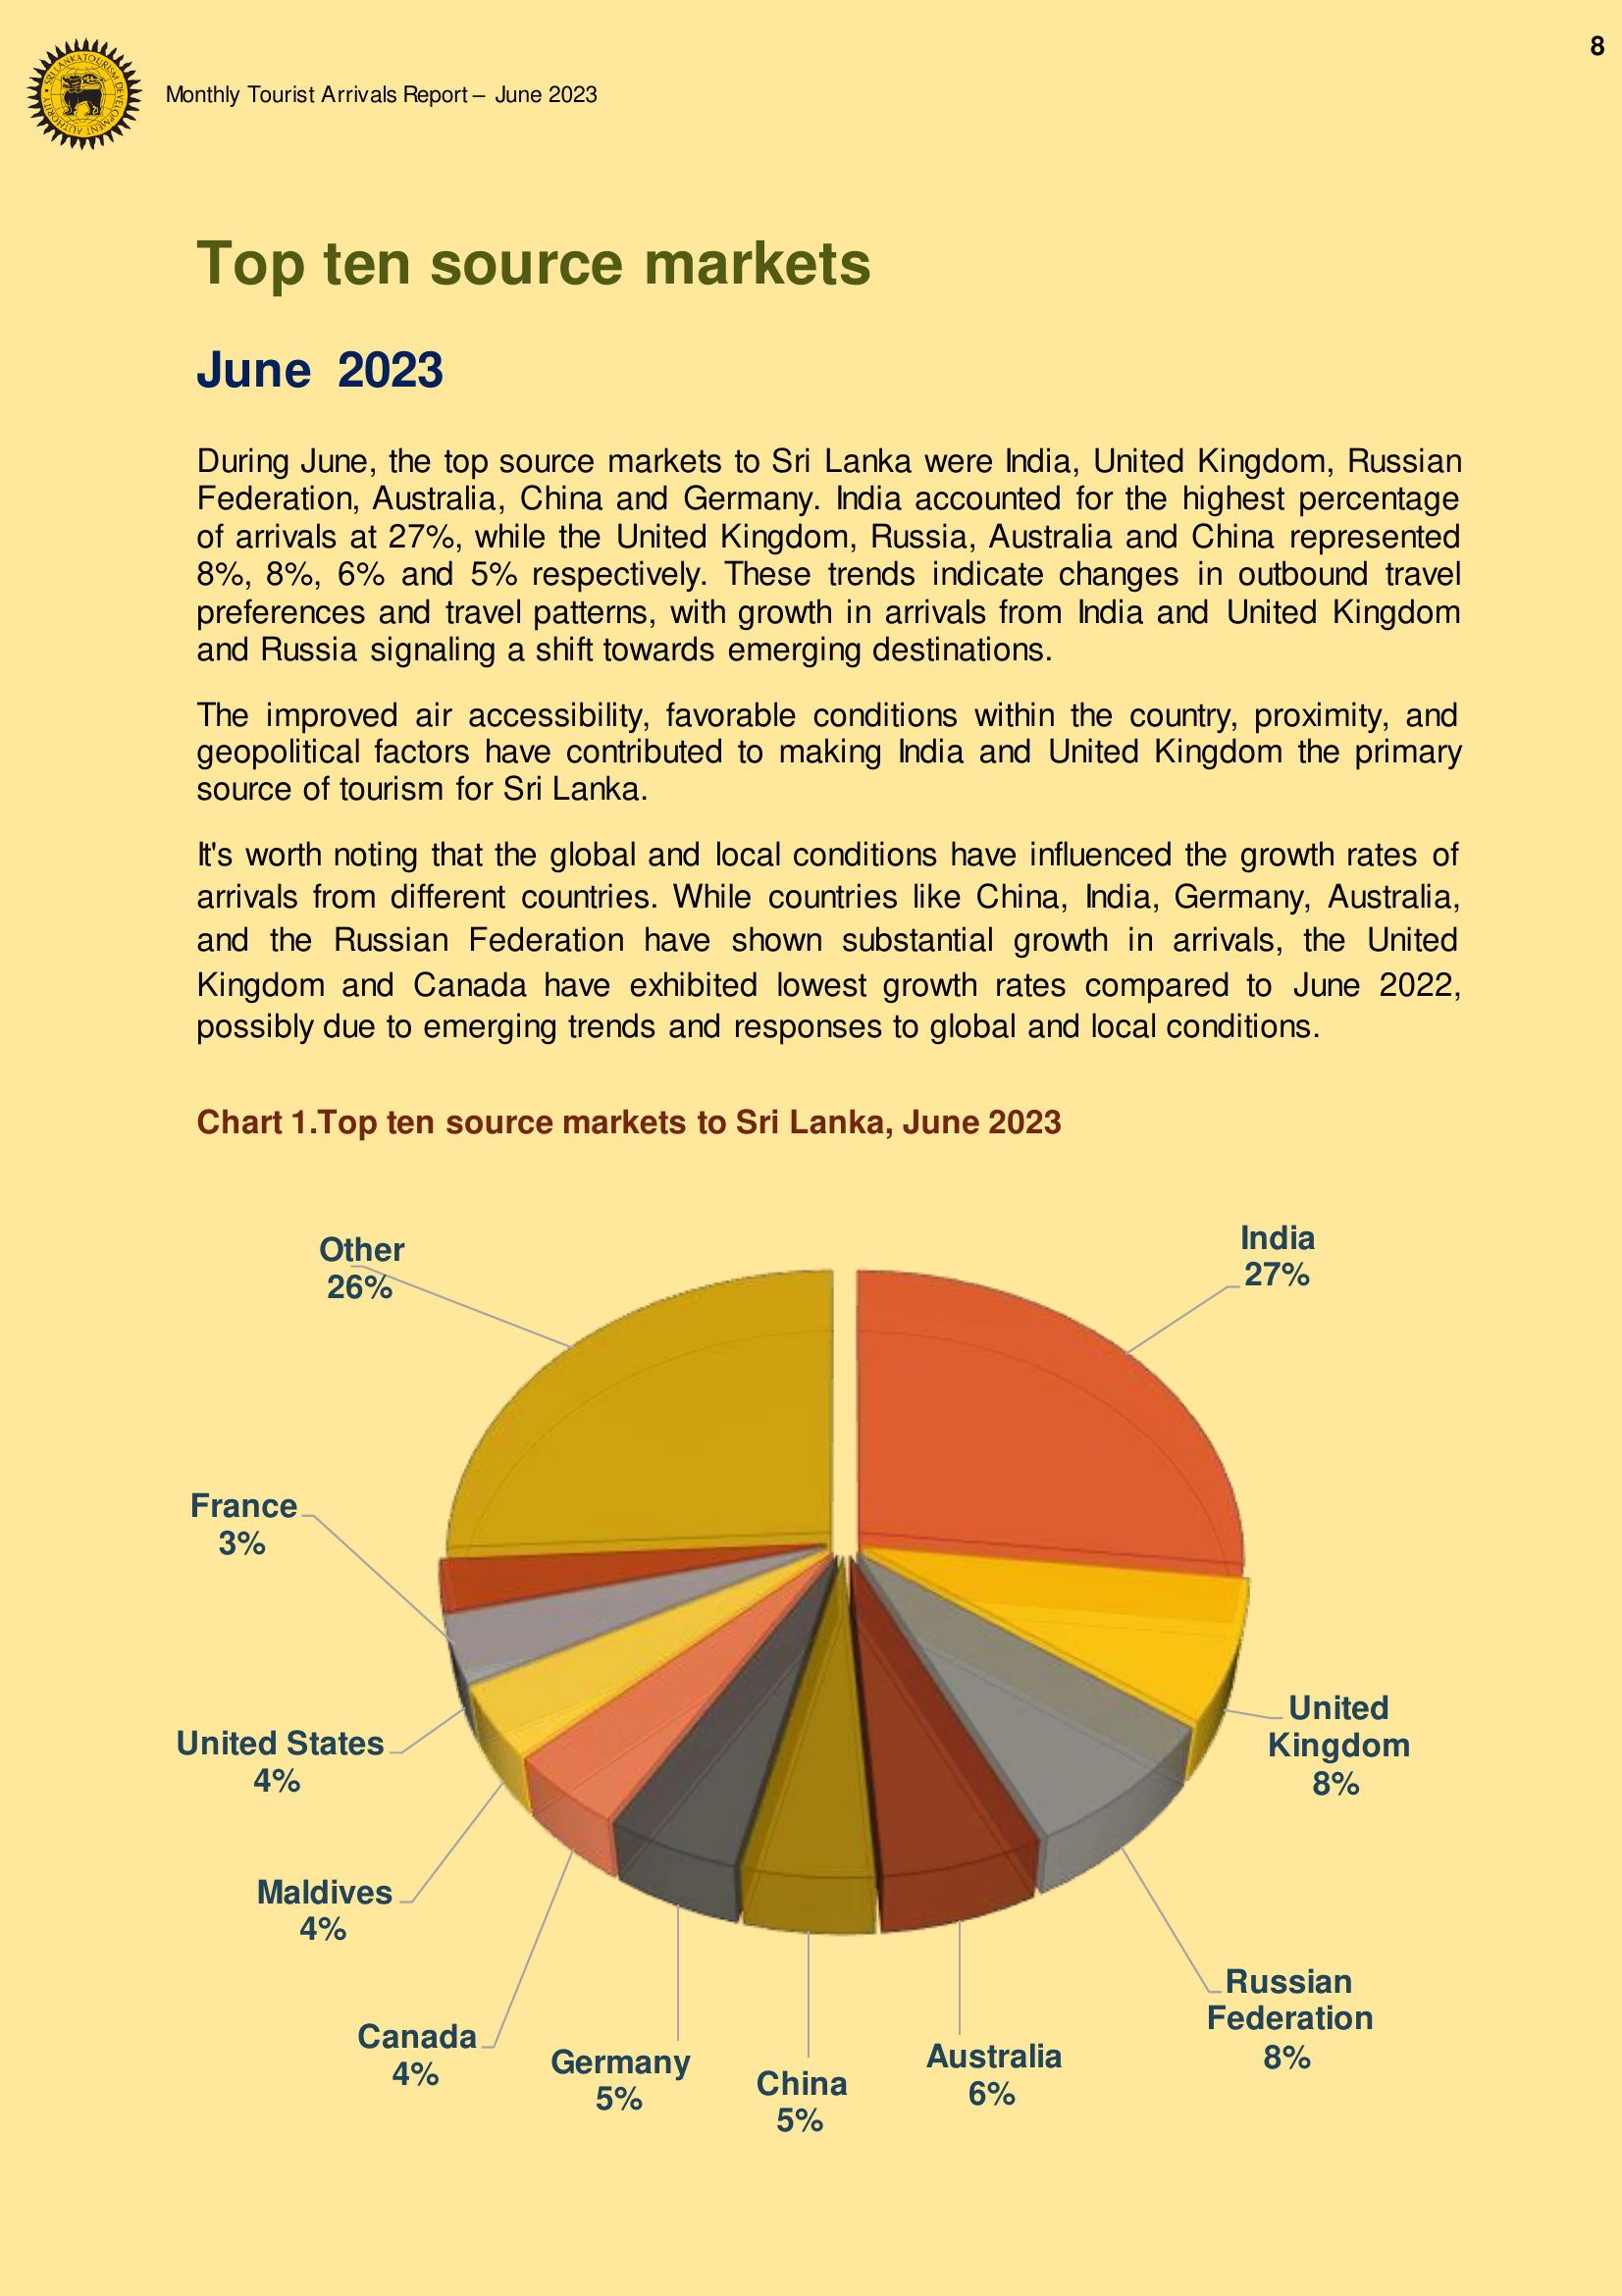 8
SRI LANKA TOURISM DEVELOPMENT AUTHORITY
Monthly Tourist Arrivals Report – June 2023
Top ten source markets
June 2023
During June, the top source markets to Sri Lanka were India, United Kingdom, Russian
Federation, Australia, China and Germany. India accounted for the highest percentage
of arrivals at 27%, while the United Kingdom, Russia, Australia and China represented
8%, 8%, 6% and 5% respectively. These trends indicate changes in outbound travel
preferences and travel patterns, with growth in arrivals from India and United Kingdom
and Russia signaling a shift towards emerging destinations.
The improved air accessibility, favorable conditions within the country, proximity, and
geopolitical factors have contributed to making India and United Kingdom the primary
source of tourism for Sri Lanka.
It's worth noting that the global and local conditions have influenced the growth rates of
arrivals from different countries. While countries like China, India, Germany, Australia,
and the Russian Federation have shown substantial growth in arrivals, the United
Kingdom and Canada have exhibited lowest growth rates compared to June 2022,
possibly due to emerging trends and responses to global and local conditions.
Chart 1.Top ten source markets to Sri Lanka, June 2023
Other
26%
India
27%
France
3%
United
Kingdom
8%
United States
4%
Maldives
4%
Russian
Federation
8%
Canada
4%
Germany
5%
China
5%
Australia
6%